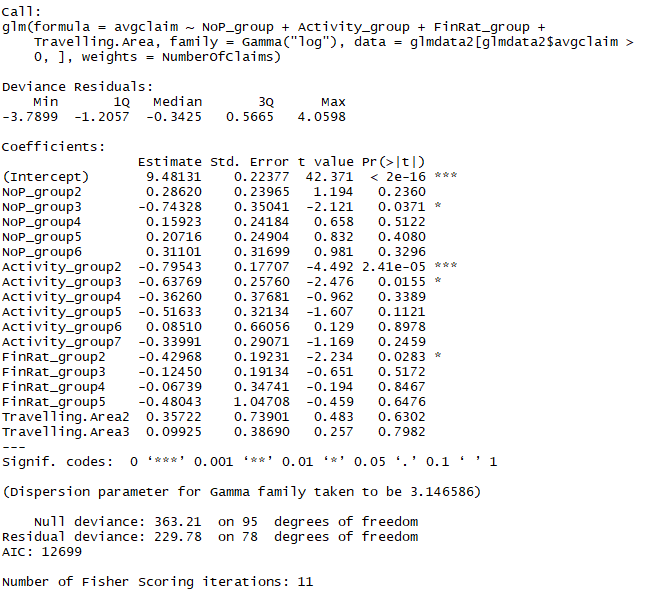 Call:
glm(formula = avgclaim ~ NoP_group + Activity_group + FinRat_group +
    Travelling.Area, family = Gamma("log"), data = glmdata2[glmdata2$avgclaim >
    0, ], weights = NumberOfClaims)

Deviance Residuals:
    Min       1Q   Median       3Q      Max
-3.7899  -1.2057  -0.3425   0.5665   4.0598

Coefficients:
                 Estimate Std. Error t value Pr(>|t|)
(Intercept)       9.48131    0.22377  42.371  < 2e-16 ***
NoP_group2        0.28620    0.23965   1.194   0.2360
NoP_group3       -0.74328    0.35041  -2.121   0.0371 *
NoP_group4        0.15923    0.24184   0.658   0.5122
NoP_group5        0.20716    0.24904   0.832   0.4080
NoP_group6        0.31101    0.31699   0.981   0.3296
Activity_group2  -0.79543    0.17707  -4.492 2.41e-05 ***
Activity_group3  -0.63769    0.25760  -2.476   0.0155 *
Activity_group4  -0.36260    0.37681  -0.962   0.3389
Activity_group5  -0.51633    0.32134  -1.607   0.1121
Activity_group6   0.08510    0.66056   0.129   0.8978
Activity_group7  -0.33991    0.29071  -1.169   0.2459
FinRat_group2    -0.42968    0.19231  -2.234   0.0283 *
FinRat_group3    -0.12450    0.19134  -0.651   0.5172
FinRat_group4    -0.06739    0.34741  -0.194   0.8467
FinRat_group5    -0.48043    1.04708  -0.459   0.6476
Travelling.Area2  0.35722    0.73901   0.483   0.6302
Travelling.Area3  0.09925    0.38690   0.257   0.7982
---
Signif. codes:  0 ‘***’ 0.001 ‘**’ 0.01 ‘*’ 0.05 ‘.’ 0.1 ‘ ’ 1

(Dispersion parameter for Gamma family taken to be 3.146586)

    Null deviance: 363.21  on 95  degrees of freedom
Residual deviance: 229.78  on 78  degrees of freedom
AIC: 12699

Number of Fisher Scoring iterations: 11